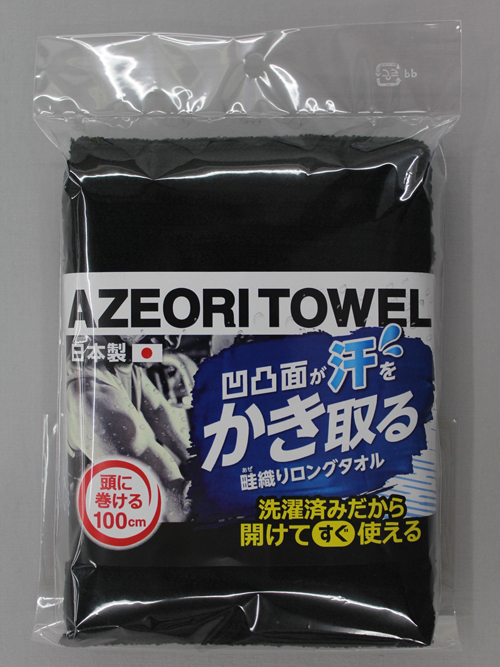 AZEORI TOWEL
日本製
凹凸面が汗を
かき取る
畦織りロングタオル
あぜ
頭に
巻ける
100cm
洗濯済みだから
開けてすぐ使える